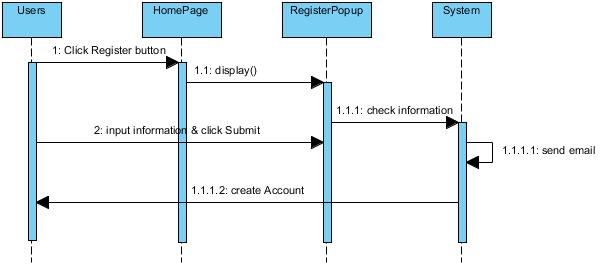 Users
HomePage
RegisterPopup
System
1: Click Register button
1.1: display()
1.1.1: check information
2: input information & click Submit
1.1.1.1: send email
1.1.1.2: create Account